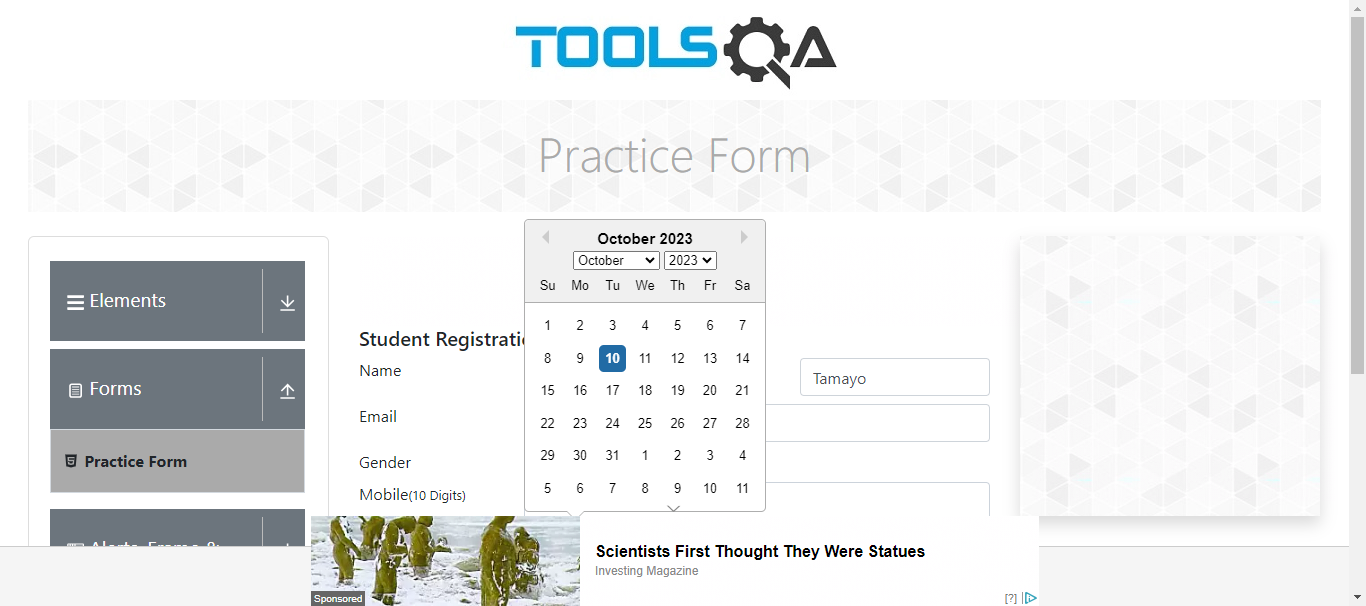 TOOLSQA
Practice Form
October 2023
October 2023
Su Mo Tu We Th Fr Sa
1 2 3 4 5 6 7
8 9 10 11 12 13 14
15 16 17 18 19 20 21
22 23 24 25 26 27 28
29 30 31 1 2 3 4
5 6 7 8 9 10 11
Elements
Forms
Practice Form
Student Registrati
Name
Tamayo
Email
Gender
Mobile(10 Digits)
Scientists First Thought They Were Statues
Investing Magazine
Sponsored
[?]